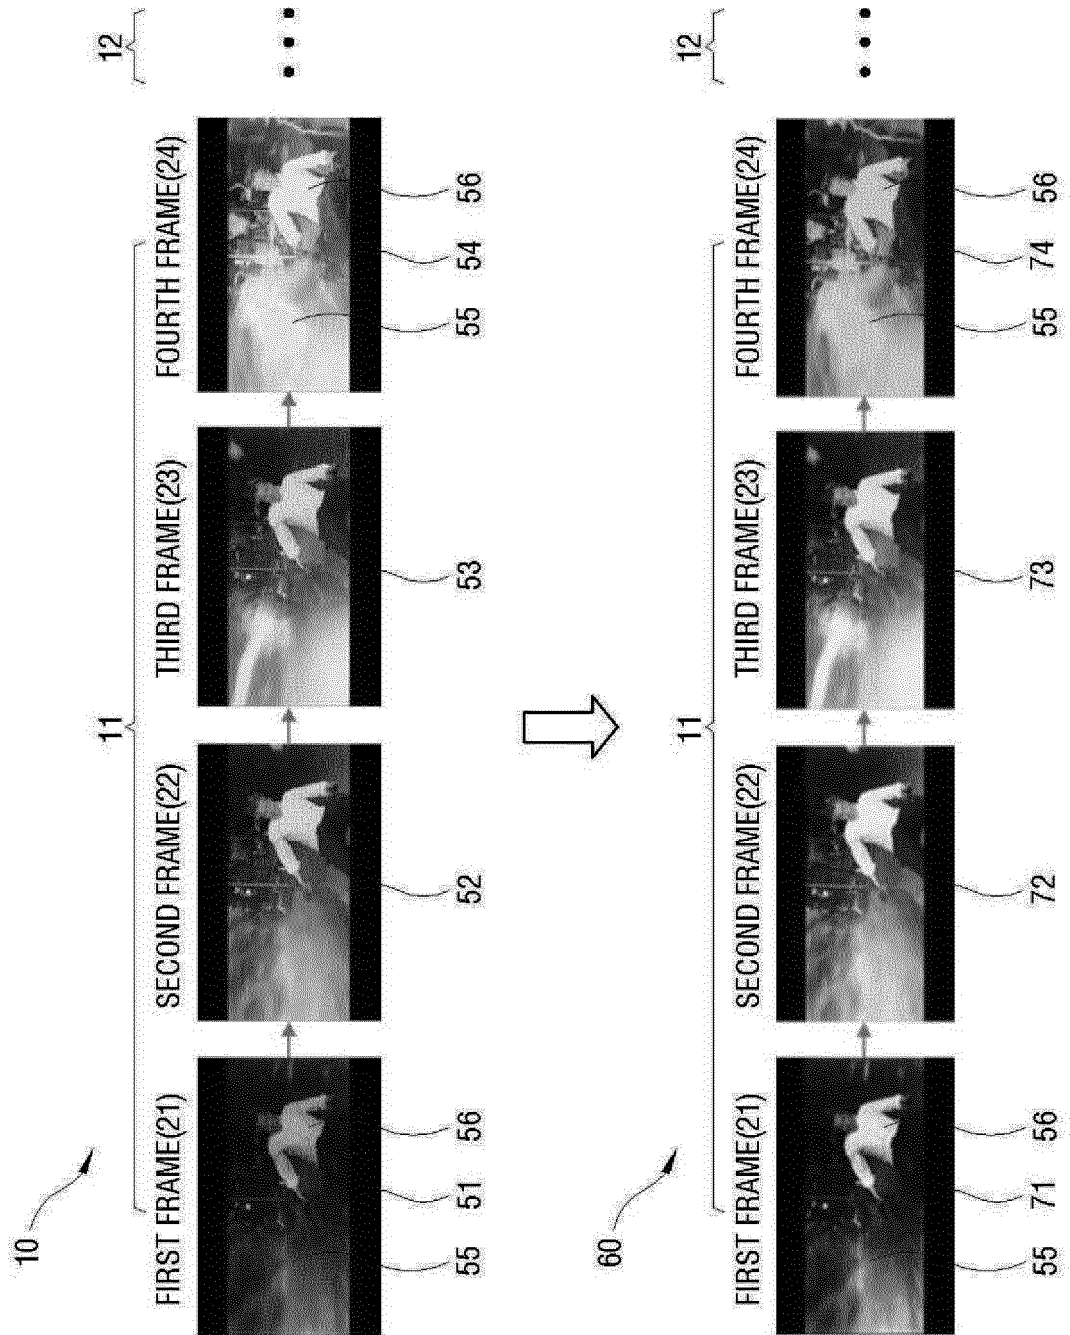 10
11
12
FIRST FRAME(21)
SECOND FRAME(22)
THIRD FRAME(23)
FOURTH FRAME(24)
55
51
56
52
53
55
54
56
60
11
12
FIRST FRAME(21)
SECOND FRAME(22)
THIRD FRAME(23)
FOURTH FRAME(24)
55
71
56
72
73
55
74
56